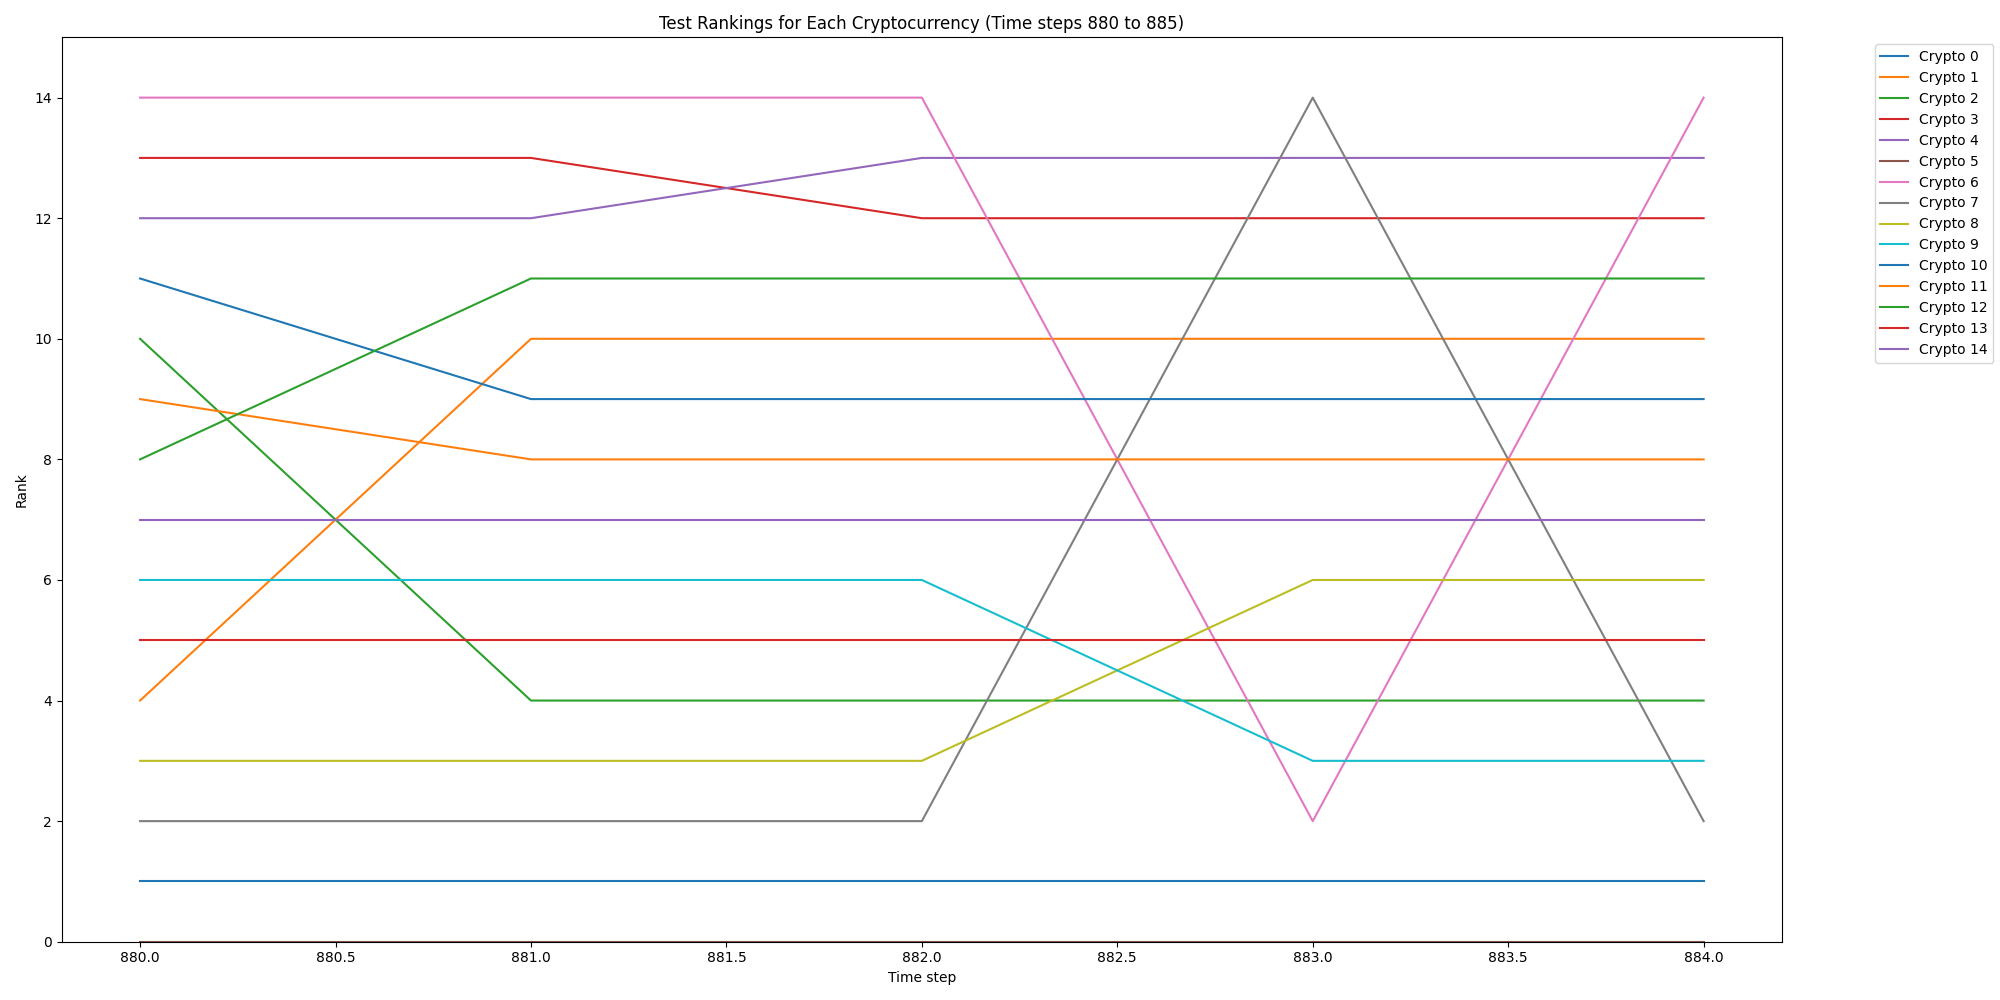 Test Rankings for Each Cryptocurrency (Time steps 880 to 885)
14
12
10
8
6
4
2
0
Rank
880.0 880.5 881.0 881.5 882.0 882.5 883.0 883.5 884.0
Time step
Crypto 0
Crypto 1
Crypto 2
Crypto 3
Crypto 4
Crypto 5
Crypto 6
Crypto 7
Crypto 8
Crypto 9
Crypto 10
Crypto 11
Crypto 12
Crypto 13
Crypto 14